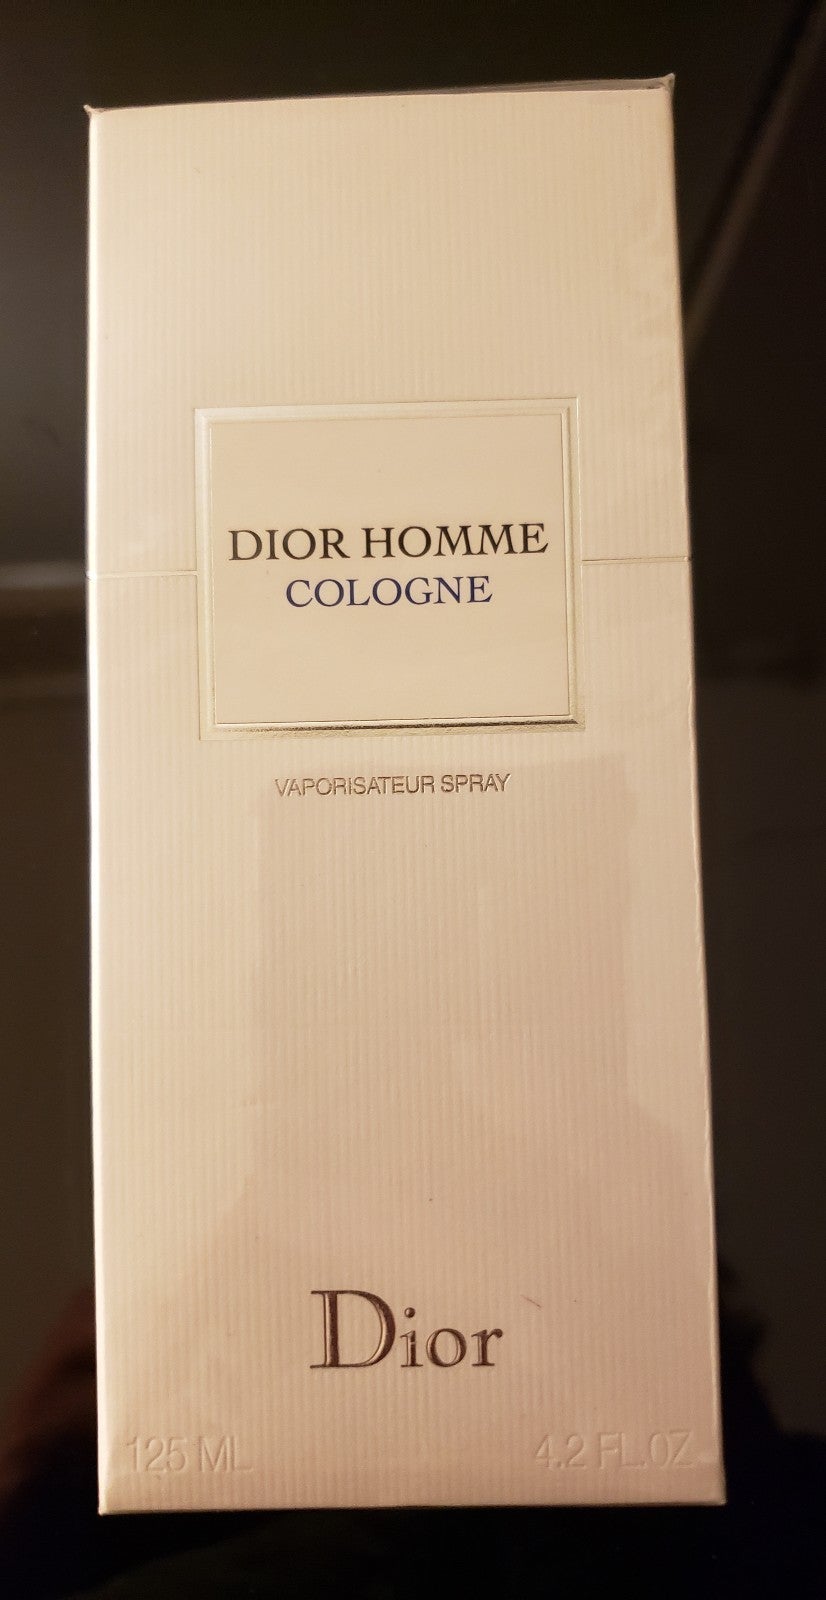 DIOR HOMME
COLOGNE
VAPORISATEUR SPRAY
Dior
125 ML 4.2 FL.OZ